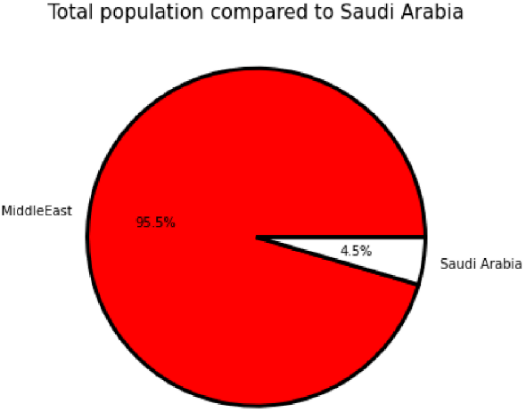 Total population compared to Saudi Arabia
MiddleEast
95.5%
4.5%
Saudi Arabia